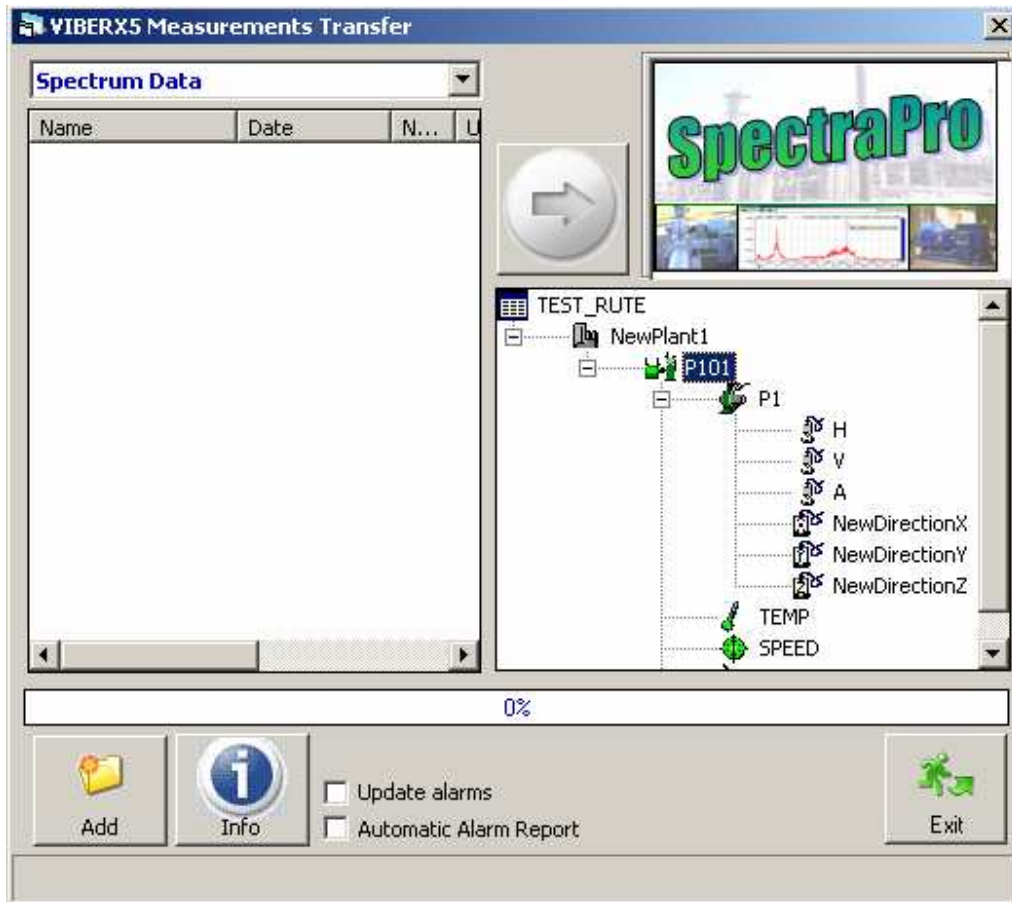 VIBERX5 Measurements Transfer
Spectrum Data
Name Date N... U
SpectraPro
TEST_RUTE
NewPlant1
P101
P1
H
V
A
NewDirectionX
NewDirectionY
NewDirectionZ
TEMP
SPEED
0%
Add
Info
Update alarms
Automatic Alarm Report
Exit